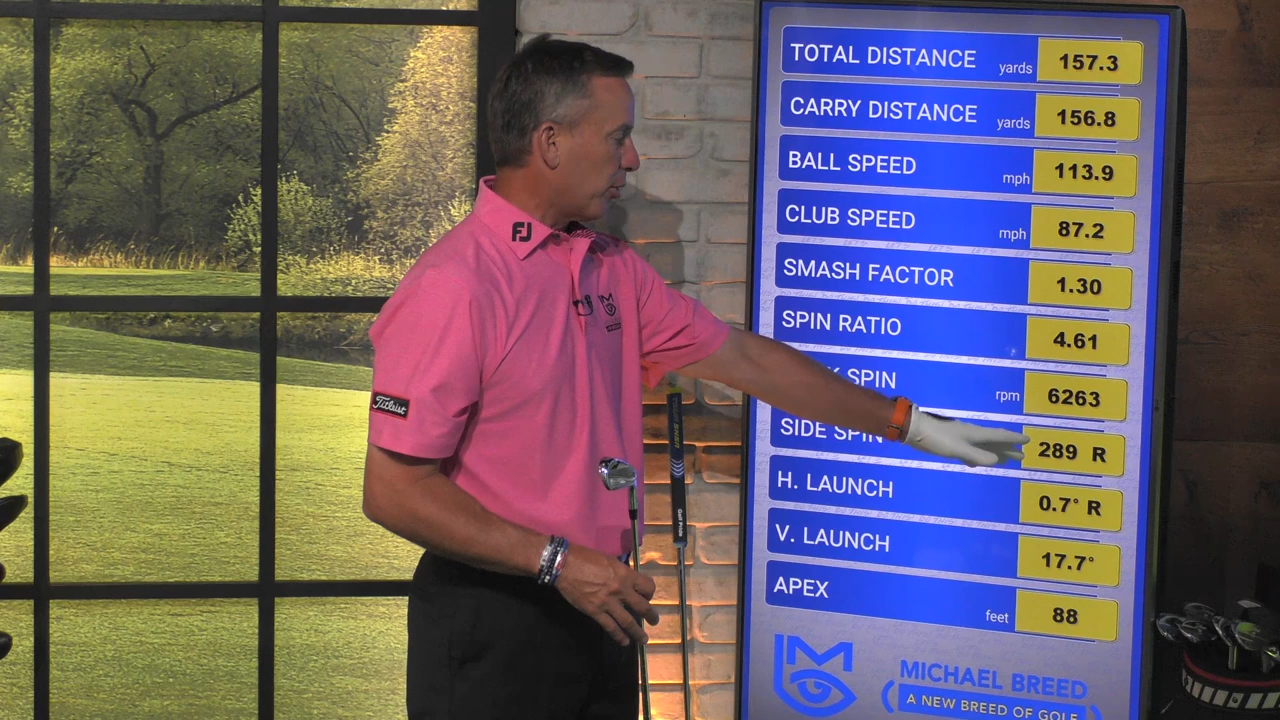 TOTAL DISTANCE yards 157.3
CARRY DISTANCE yards 156.8
BALL SPEED mph 113.9
CLUB SPEED mph 87.2
SMASH FACTOR 1.30
SPIN RATIO 4.61
SPIN rpm 6263
SIDE SPIN 289 R
H. LAUNCH 0.7° R
V. LAUNCH 17.7°
APEX feet 88
MICHAEL BREED
A NEW BREED OF GOLF
FJ
Titleist
Golf Pride